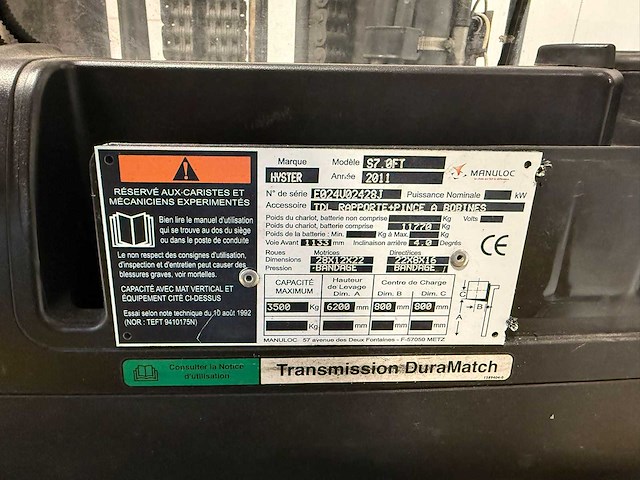 RÉSERVÉ AUX-CARISTES ET
MÉCANICIENS EXPERIMENTÉS
Bien lire le manuel d'utilisation
qui se trouve au dos du siège
ou dans le poste de conduite
Le non respect des consignes d'utilisation,
d'inspection et d'entretien peut causer des
blessures graves, voir mortelles.
CAPACITÉ AVEC MAT VERTICAL ET
ÉQUIPEMENT CITÉ CI-DESSUS
Essai selon note technique du 10 août 1992
(NOR : TEFT 9410175N)
Marque HYSTER Modèle S7.0FT
Année 2011
MANULOC
N° de série F024V02428J Puissance Nominale kW
Accessoire TDL RAPPORTE+PINCE A BOBINES
Poids du chariot, batterie non comprise Kg Volts
Poids du chariot, batterie comprise 11770 Kg
Poids de la batterie : Min. Kg à Max. Kg
Voie Avant 1133 mm Inclinaison arrière 4.0 Degrés
CE
Roues Motrices Directrices
Dimensions 28X12X22 22X8X16
Pression BANDAGE BANDAGE
CAPACITÉ MAXIMUM Hauteur de Levage Dim. A Centre de Charge Dim. B Dim. C
3500 Kg 6200 mm 800 mm 800 mm
Kg mm mm mm
C
B
A
MANULOC 57 avenue des Deux Fontaines - F-57050 METZ
Consulter la Notice
d'utilisation
Transmission DuraMatch